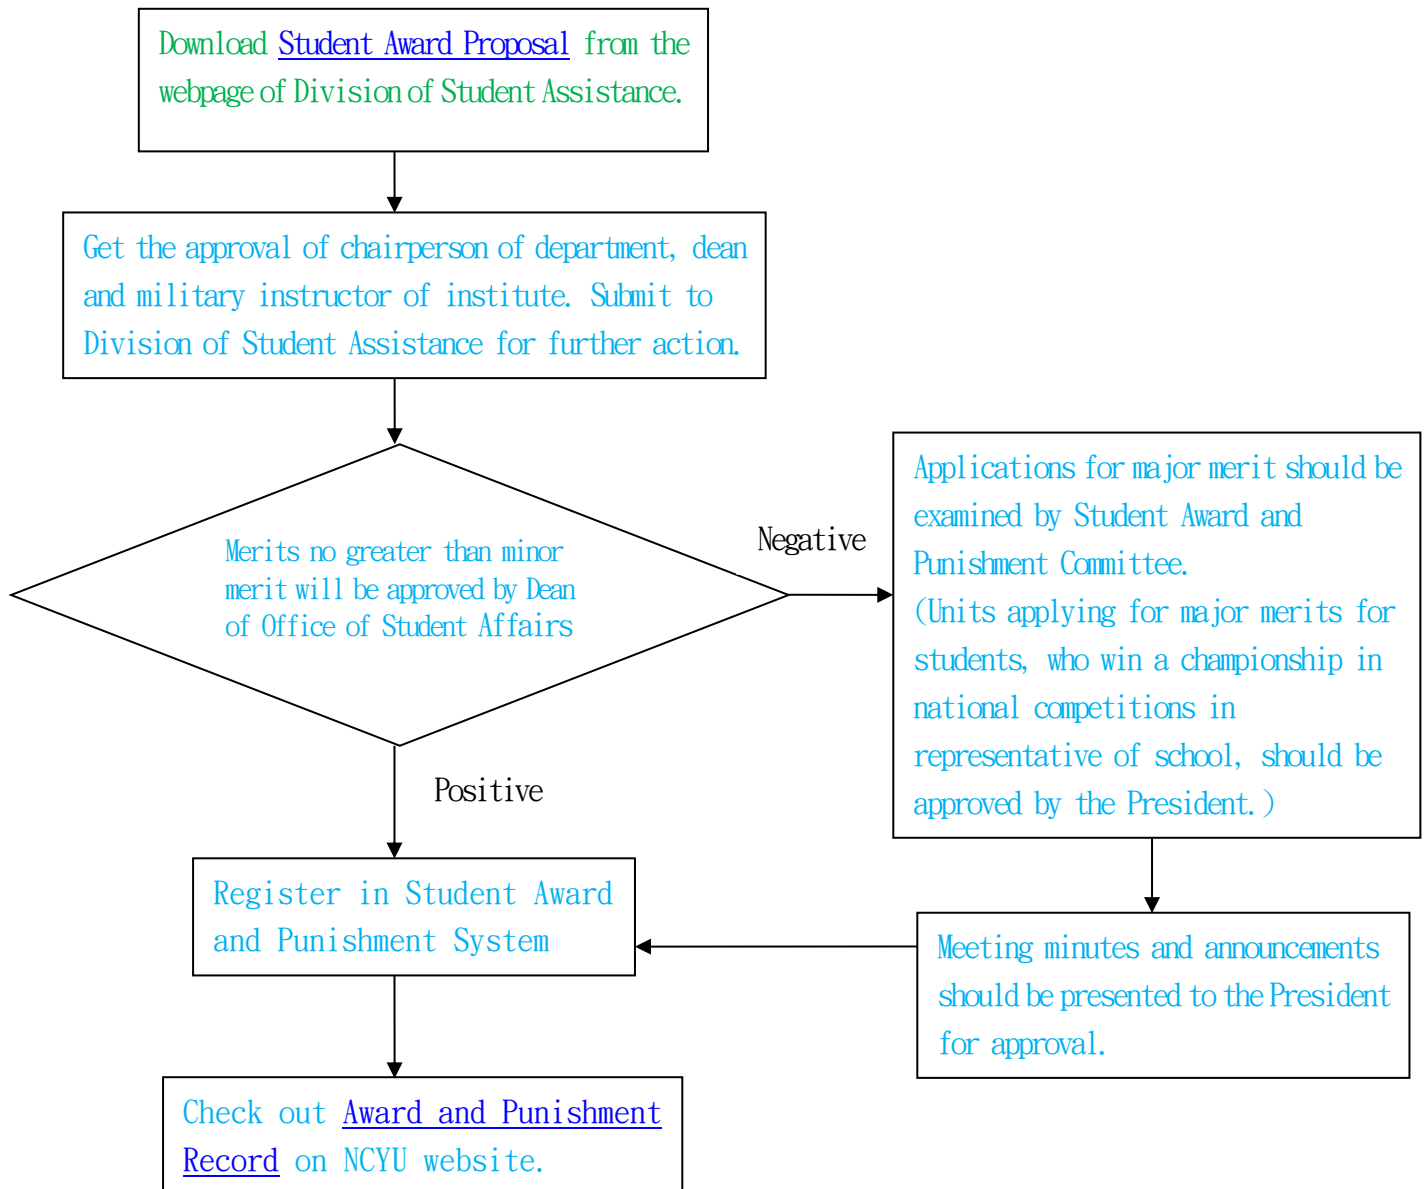 Download Student Award Proposal from the
webpage of Division of Student Assistance.
Get the approval of chairperson of department, dean
and military instructor of institute. Submit to
Division of Student Assistance for further action.
Merits no greater than minor
merit will be approved by Dean
of Office of Student Affairs
Negative
Applications for major merit should be
examined by Student Award and
Punishment Committee.
(Units applying for major merits for
students, who win a championship in
national competitions in
representative of school, should be
approved by the President.)
Positive
Register in Student Award
and Punishment System
Meeting minutes and announcements
should be presented to the President
for approval.
Check out Award and Punishment
Record on NCYU website.